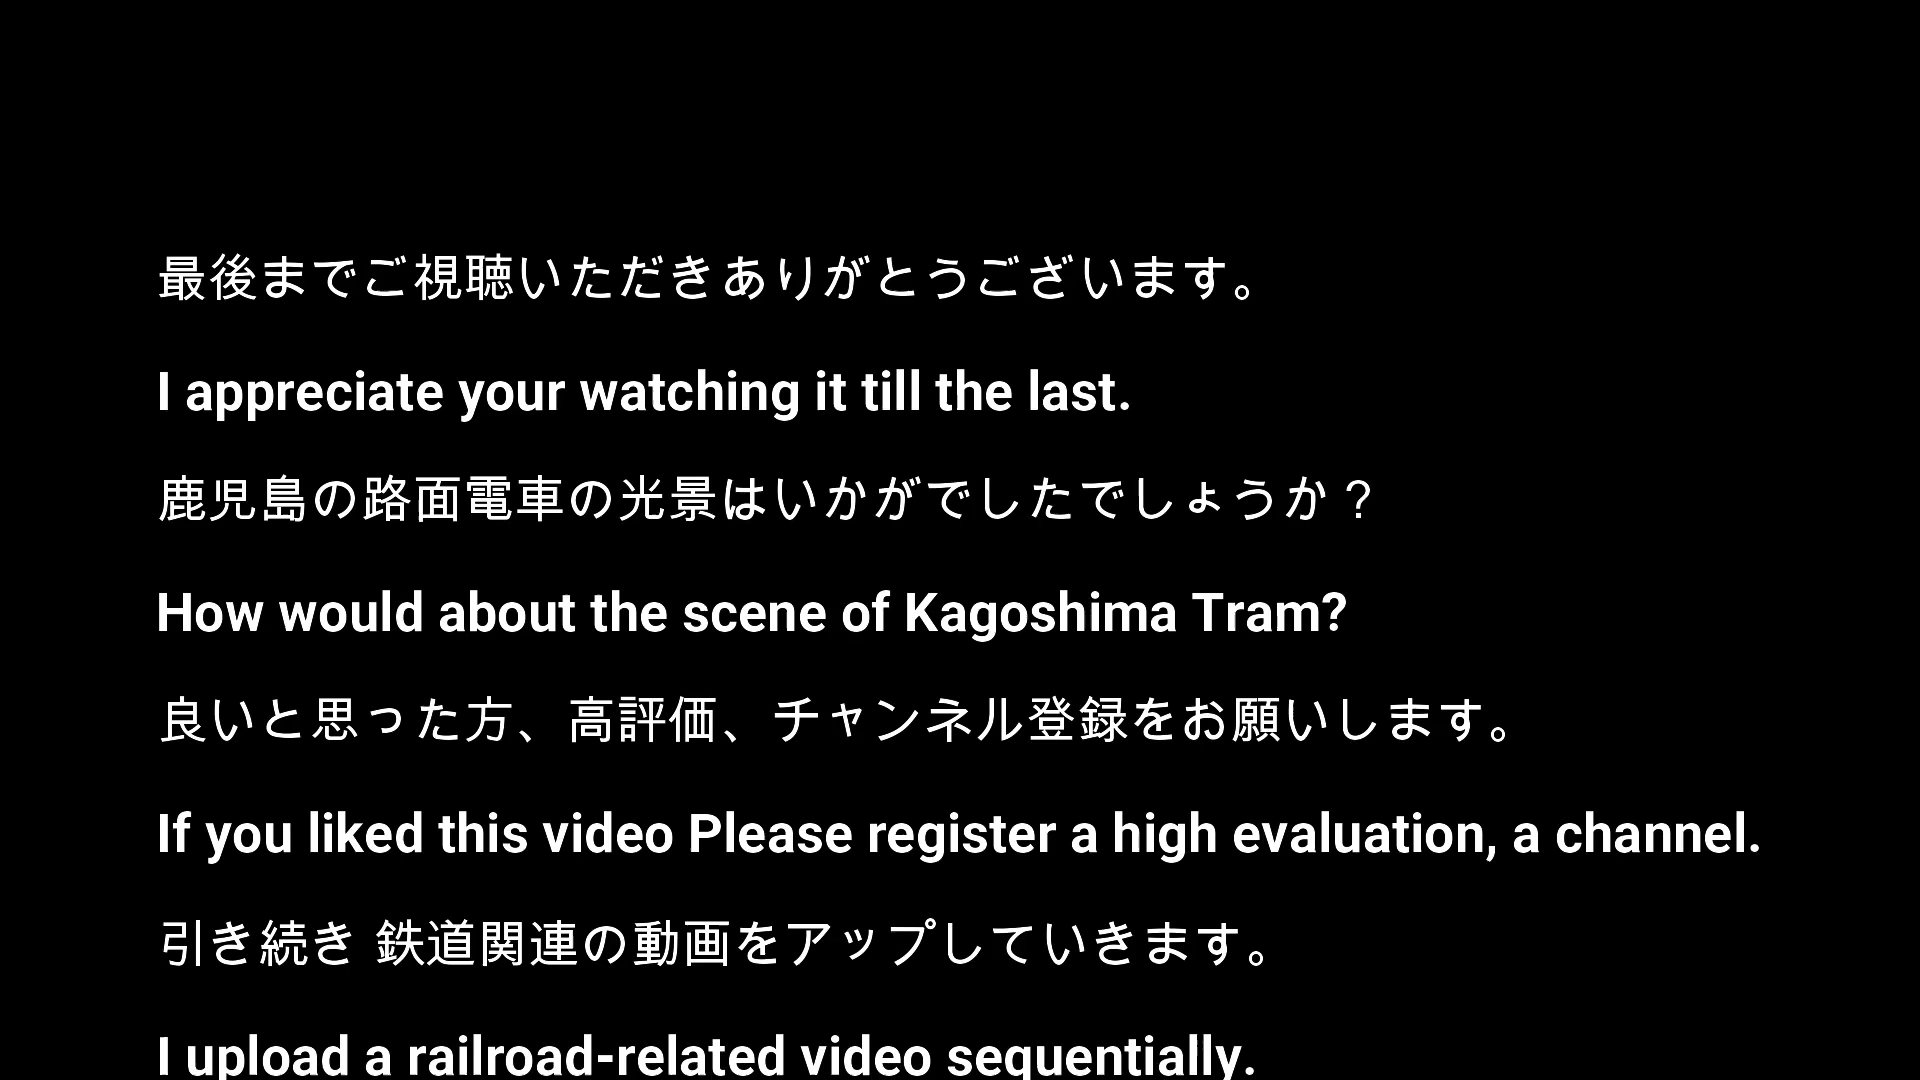 最後までご視聴いただきありがとうございます。
I appreciate your watching it till the last.
鹿児島の路面電車の光景はいかがでしたでしょうか？
How would about the scene of Kagoshima Tram?
良いと思った方、高評価、チャンネル登録をお願いします。
If you liked this video Please register a high evaluation, a channel.
引き続き 鉄道関連の動画をアップしていきます。
I upload a railroad-related video sequentially.